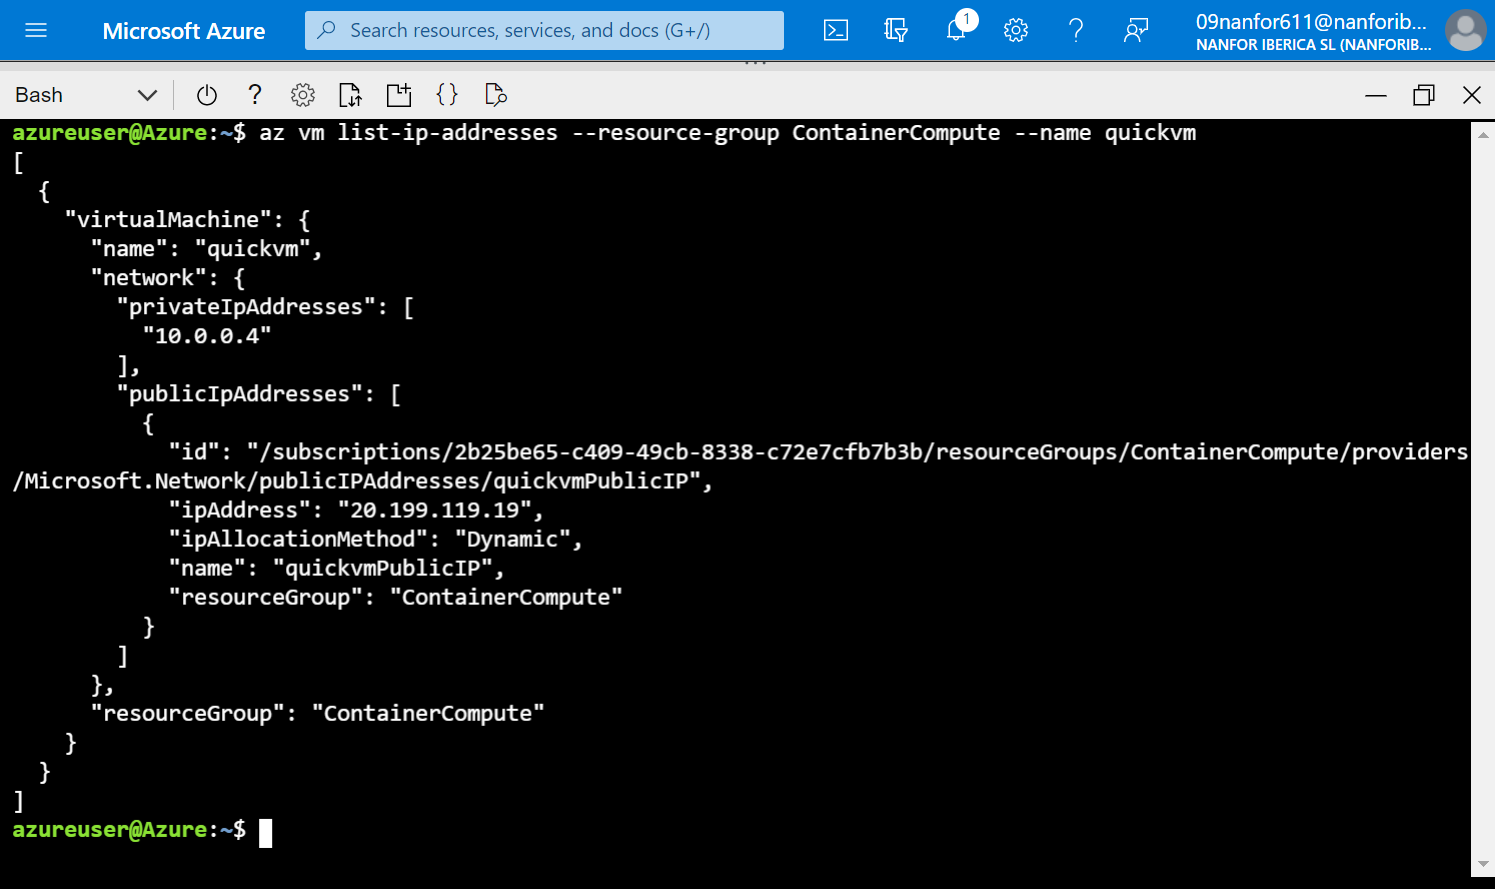 Microsoft Azure
Search resources, services, and docs (G+/)
1
09nanfor611@nanforib...
NANFOR IBERICA SL (NANFORIB...
Bash
azureuser@Azure:~$ az vm list-ip-addresses --resource-group ContainerCompute --name quickvm
[
  {
    "virtualMachine": {
      "name": "quickvm",
      "network": {
        "privateIpAddresses": [
          "10.0.0.4"
        ],
        "publicIpAddresses": [
          {
            "id": "/subscriptions/2b25be65-c409-49cb-8338-c72e7cfb7b3b/resourceGroups/ContainerCompute/providers
/Microsoft.Network/publicIPAddresses/quickvmPublicIP",
            "ipAddress": "20.199.119.19",
            "ipAllocationMethod": "Dynamic",
            "name": "quickvmPublicIP",
            "resourceGroup": "ContainerCompute"
          }
        ]
      },
      "resourceGroup": "ContainerCompute"
    }
  }
]
azureuser@Azure:~$